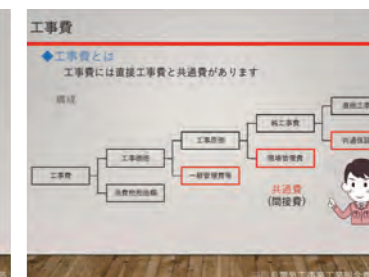 工事費
◆工事費とは
工事費には直接工事費と共通費があります
構成
直接工事
純工事費
共通仮設
工事原価
現場管理費
工事価格
一般管理費等
工事費
消費税相当額
共通費
(間接費)